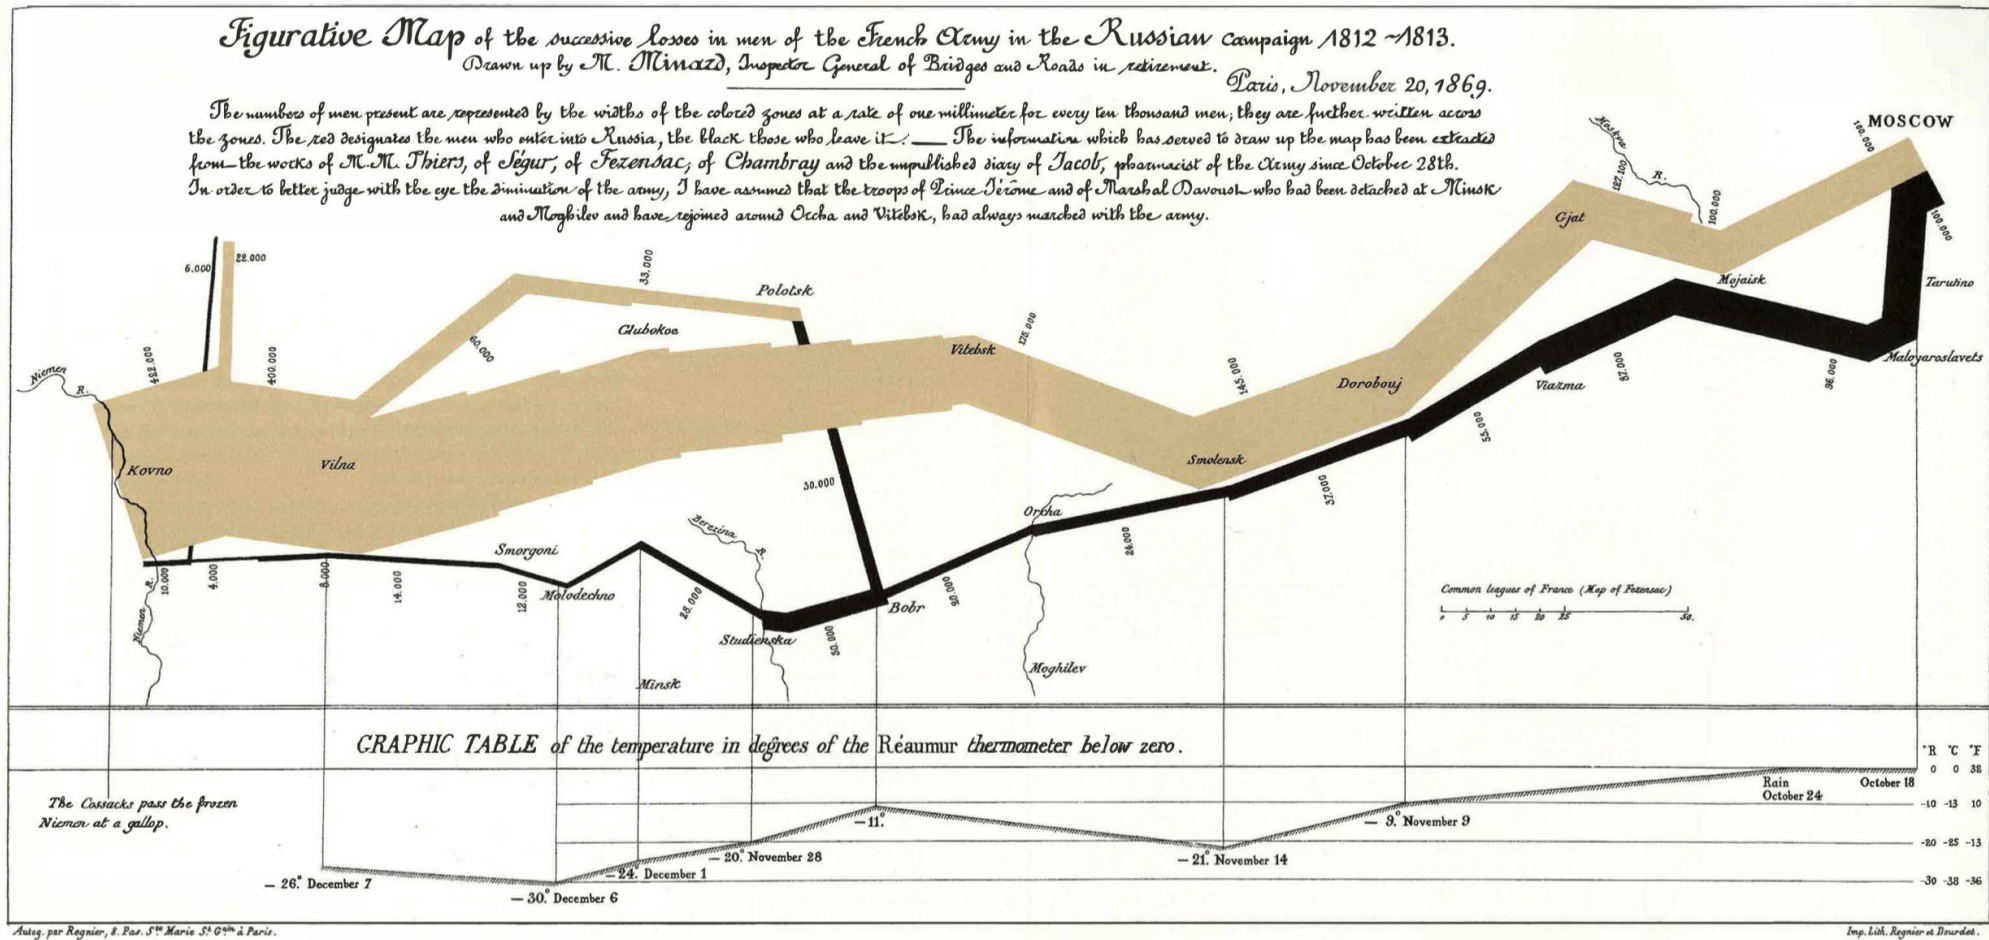 Figurative Map of the successive losses in men of the French Army in the Russian campaign 1812~1813.
Drawn up by M. Minard, Inspector General of Bridges and Roads in retirement.
Paris, November 20, 1869.
The numbers of men present are represented by the widths of the colored zones at a rate of one millimeter for every ten thousand men; they are further written across
the zones. The red designates the men who enter into Russia, the black those who leave it. — The information which has served to draw up the map has been extracted
from the works of M.M. Thiers, of Ségur, of Fezensac, of Chambray and the unpublished diary of Jacob, pharmacist of the Army since October 28th.
In order to better judge with the eye the diminution of the army, I have assumed that the troops of Prince Jérôme and of Marshal Davoust who had been detached at Minsk
and Moghilev and have rejoined around Orcha and Vitebsk, had always marched with the army.
Moskva R.
MOSCOW
100.000
127.100
100.000
Gjat
100.000
Mojaisk
Tarutino
6.000
22.000
33.000
Polotsk
Glubokoe
60.000
Niemen R.
422.000
400.000
Vitebsk
175.000
145.000
Dorobouj
Viazma
87.000
96.000
Maloyaroslavets
55.000
Kovno
Vilna
Smolensk
37.000
30.000
Orcha
24.000
Berezina R.
Smorgoni
Molodechno
10.000
4.000
8.000
14.000
12.000
28.000
Niemen R.
Studienska
50.000
Bobr
20.000
Minsk
Moghilev
Common leagues of France (Map of Fezensac)
0 5 10 15 20 25 50.
GRAPHIC TABLE of the temperature in degrees of the Réaumur thermometer below zero.
°R °C °F
0 0 38
-10 -13 10
-20 -25 -13
-30 -38 -36
The Cossacks pass the frozen
Niemen at a gallop.
Rain
October 24
October 18
— 9.° November 9
— 21.° November 14
—11.°
— 20.° November 28
—24.° December 1
— 30.° December 6
— 26.° December 7
Autog. par Regnier, 8. Pas. Ste Marie St Gain à Paris.
Imp. Lith. Regnier et Dourdet.